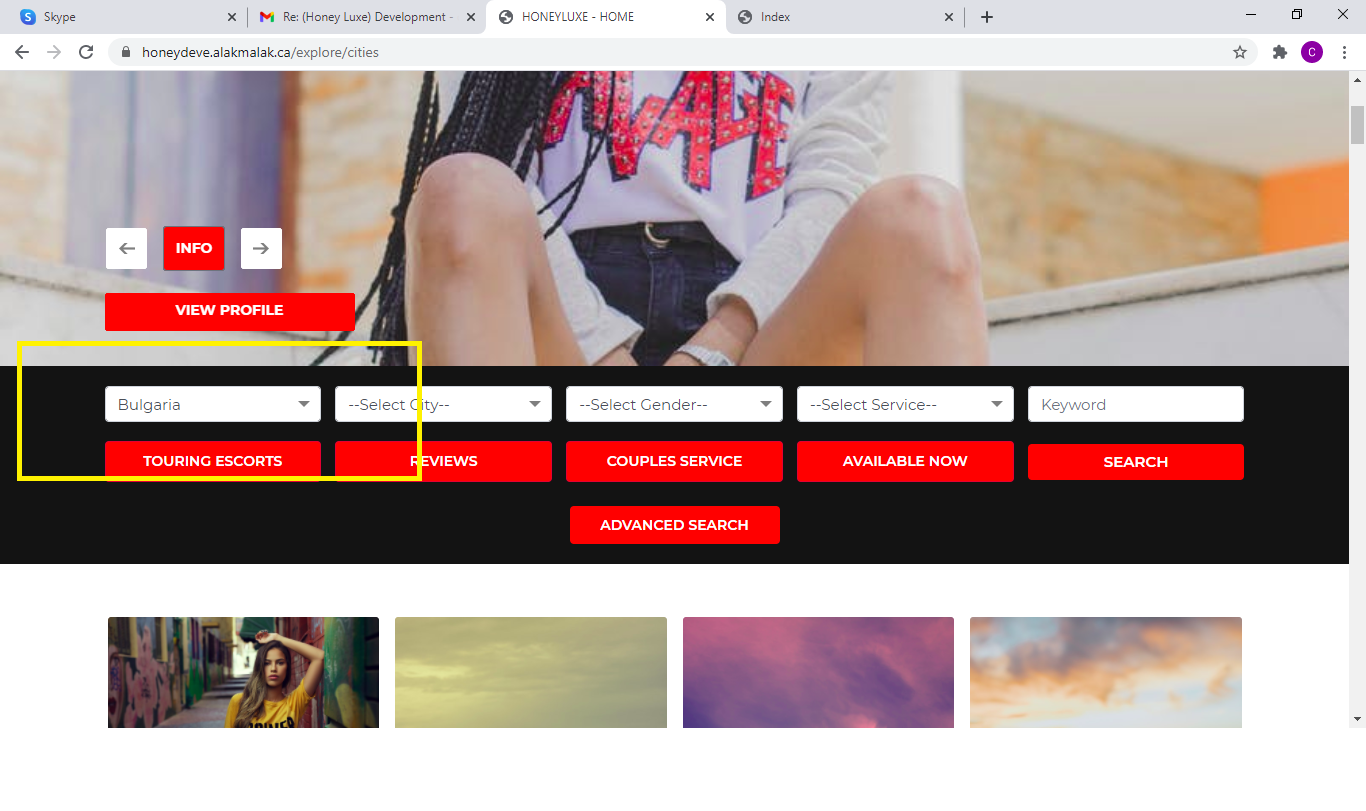 Skype
Re: (Honey Luxe) Development -
HONEYLUXE - HOME
Index
honeydeve.alakmalak.ca/explore/cities
C
INFO
VIEW PROFILE
Bulgaria
--Select City--
--Select Gender--
--Select Service--
Keyword
TOURING ESCORTS
REVIEWS
COUPLES SERVICE
AVAILABLE NOW
SEARCH
ADVANCED SEARCH